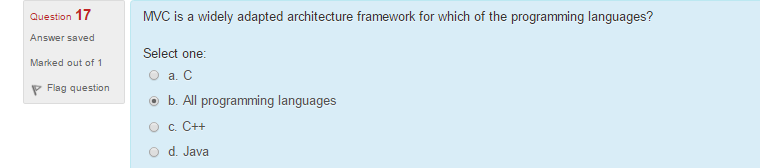 Question 17
Answer saved
Marked out of 1
Flag question
MVC is a widely adapted architecture framework for which of the programming languages?
Select one:
a. C
b. All programming languages
c. C++
d. Java